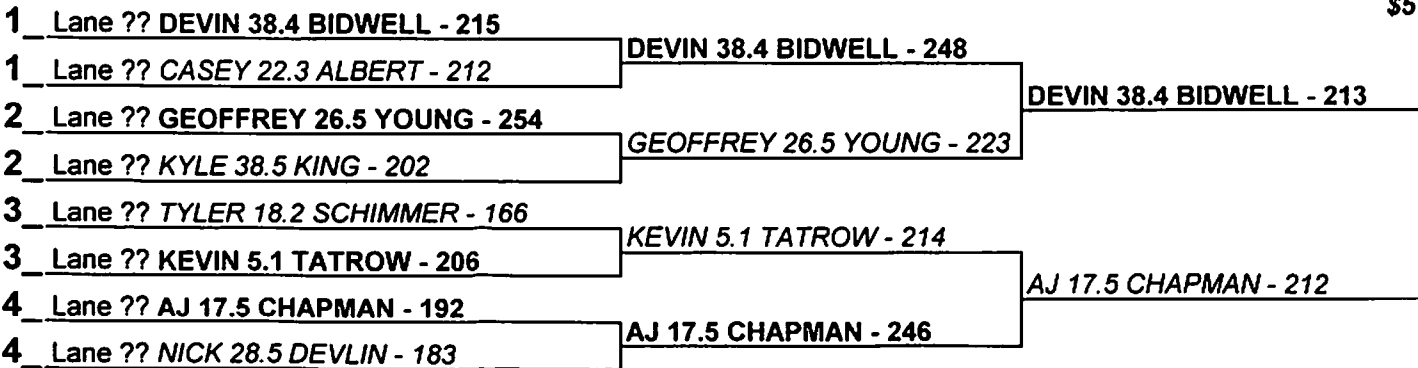 $5
1_ Lane ?? DEVIN 38.4 BIDWELL - 215
DEVIN 38.4 BIDWELL - 248
1_ Lane ?? CASEY 22.3 ALBERT - 212
DEVIN 38.4 BIDWELL - 213
2_ Lane ?? GEOFFREY 26.5 YOUNG - 254
GEOFFREY 26.5 YOUNG - 223
2_ Lane ?? KYLE 38.5 KING - 202
3_ Lane ?? TYLER 18.2 SCHIMMER - 166
KEVIN 5.1 TATROW - 214
3_ Lane ?? KEVIN 5.1 TATROW - 206
AJ 17.5 CHAPMAN - 212
4_ Lane ?? AJ 17.5 CHAPMAN - 192
AJ 17.5 CHAPMAN - 246
4_ Lane ?? NICK 28.5 DEVLIN - 183